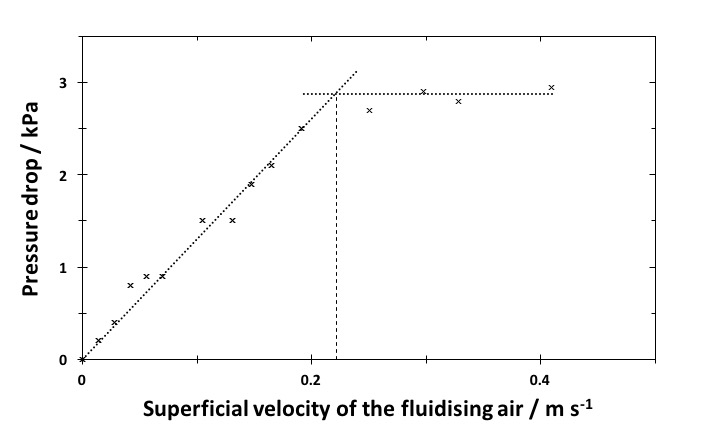 Pressure drop / kPa
3
2
1
0
0 0.2 0.4
Superficial velocity of the fluidising air / m s⁻¹